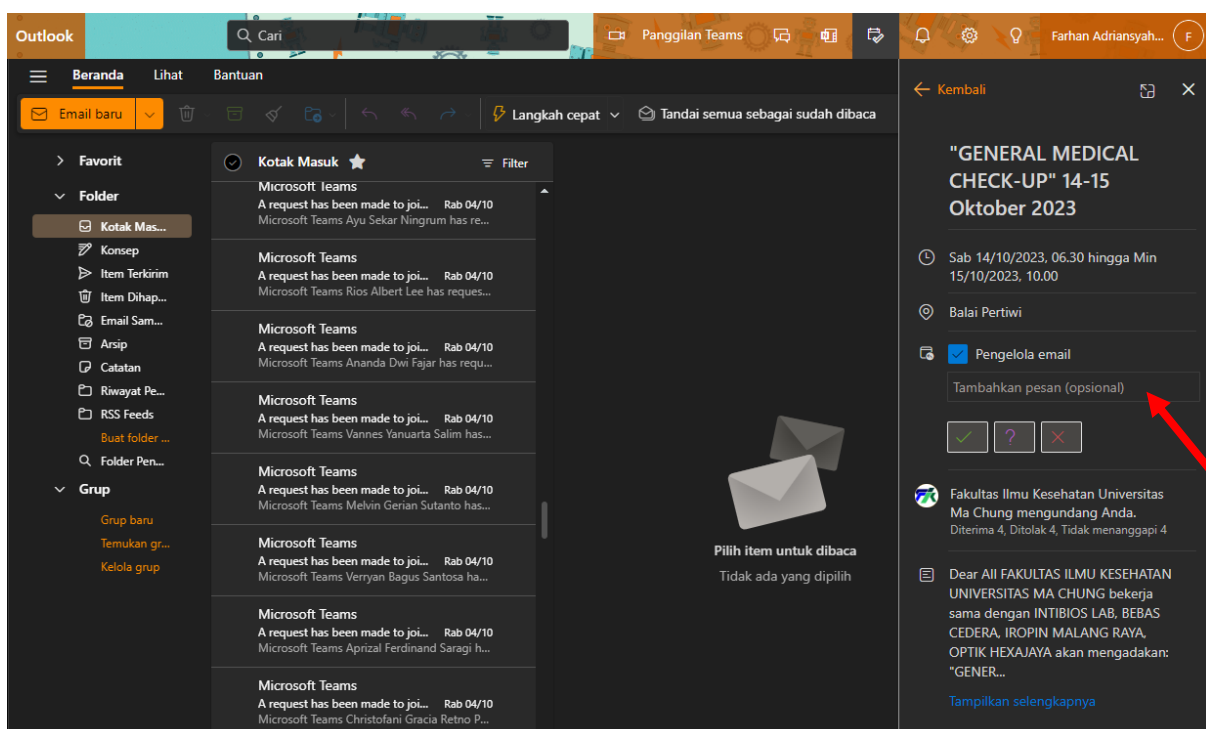 Outlook
Cari
Panggilan Teams
Farhan Adriansyah...
F
Beranda
Lihat
Bantuan
Email baru
Langkah cepat
Tandai semua sebagai sudah dibaca
Favorit
Folder
Kotak Mas...
Konsep
Item Terkirim
Item Dihap...
Email Sam...
Arsip
Catatan
Riwayat Pe...
RSS Feeds
Buat folder ...
Folder Pen...
Grup
Grup baru
Temukan gr...
Kelola grup
Kotak Masuk
Filter
Microsoft Teams
A request has been made to joi... Rab 04/10
Microsoft Teams Ayu Sekar Ningrum has re...
Microsoft Teams
A request has been made to joi... Rab 04/10
Microsoft Teams Rios Albert Lee has reques...
Microsoft Teams
A request has been made to joi... Rab 04/10
Microsoft Teams Ananda Dwi Fajar has requ...
Microsoft Teams
A request has been made to joi... Rab 04/10
Microsoft Teams Vannes Yanuarta Salim has...
Microsoft Teams
A request has been made to joi... Rab 04/10
Microsoft Teams Melvin Gerian Sutanto has...
Microsoft Teams
A request has been made to joi... Rab 04/10
Microsoft Teams Verryan Bagus Santosa ha...
Microsoft Teams
A request has been made to joi... Rab 04/10
Microsoft Teams Aprizal Ferdinand Saragi h...
Microsoft Teams
A request has been made to joi... Rab 04/10
Microsoft Teams Christofani Gracia Retno P...
Pilih item untuk dibaca
Tidak ada yang dipilih
Kembali
"GENERAL MEDICAL
CHECK-UP" 14-15
Oktober 2023
Sab 14/10/2023, 06.30 hingga Min
15/10/2023, 10.00
Balai Pertiwi
Pengelola email
Tambahkan pesan (opsional)
?
Fakultas Ilmu Kesehatan Universitas
Ma Chung mengundang Anda.
Diterima 4, Ditolak 4, Tidak menanggapi 4
Dear All FAKULTAS ILMU KESEHATAN
UNIVERSITAS MA CHUNG bekerja
sama dengan INTIBIOS LAB, BEBAS
CEDERA, IROPIN MALANG RAYA,
OPTIK HEXAJAYA akan mengadakan:
"GENER...
Tampilkan selengkapnya